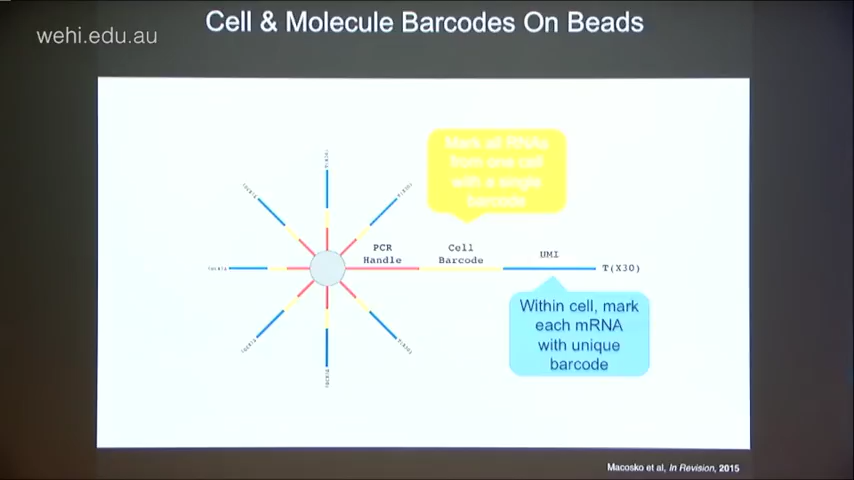 Cell & Molecule Barcodes On Beads
wehi.edu.au
Mark all RNAs
from one cell
with a single
barcode
PCR
Handle
Cell
Barcode
UMI
T(X30)
Within cell, mark
each mRNA
with unique
barcode
Macosko et al, In Revision, 2015